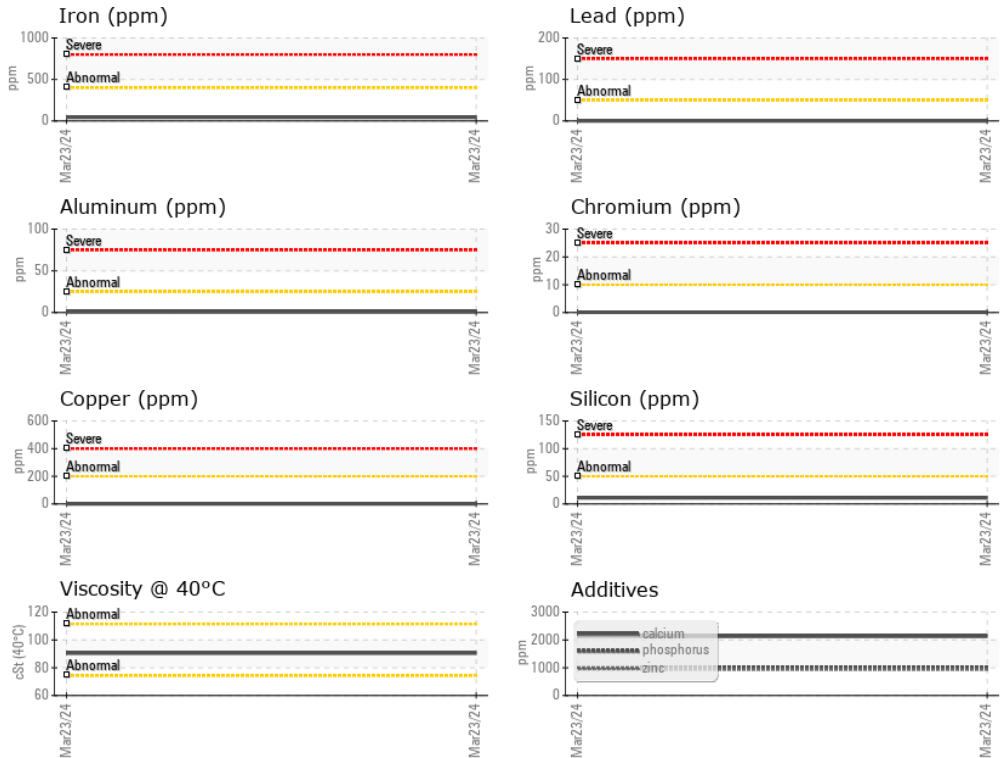 Iron (ppm)
1000
500
0
ppm
Severe
Abnormal
Mar23/24
Mar23/24
Lead (ppm)
200
100
0
ppm
Severe
Abnormal
Mar23/24
Mar23/24
Aluminum (ppm)
100
50
0
ppm
Severe
Abnormal
Mar23/24
Mar23/24
Chromium (ppm)
30
20
10
0
ppm
Severe
Abnormal
Mar23/24
Mar23/24
Copper (ppm)
600
400
200
0
ppm
Severe
Abnormal
Mar23/24
Mar23/24
Silicon (ppm)
150
100
50
0
ppm
Severe
Abnormal
Mar23/24
Mar23/24
Viscosity @ 40°C
120
100
80
60
cSt (40°C)
Abnormal
Abnormal
Mar23/24
Mar23/24
Additives
3000
2000
1000
0
ppm
calcium
phosphorus
zinc
Mar23/24
Mar23/24